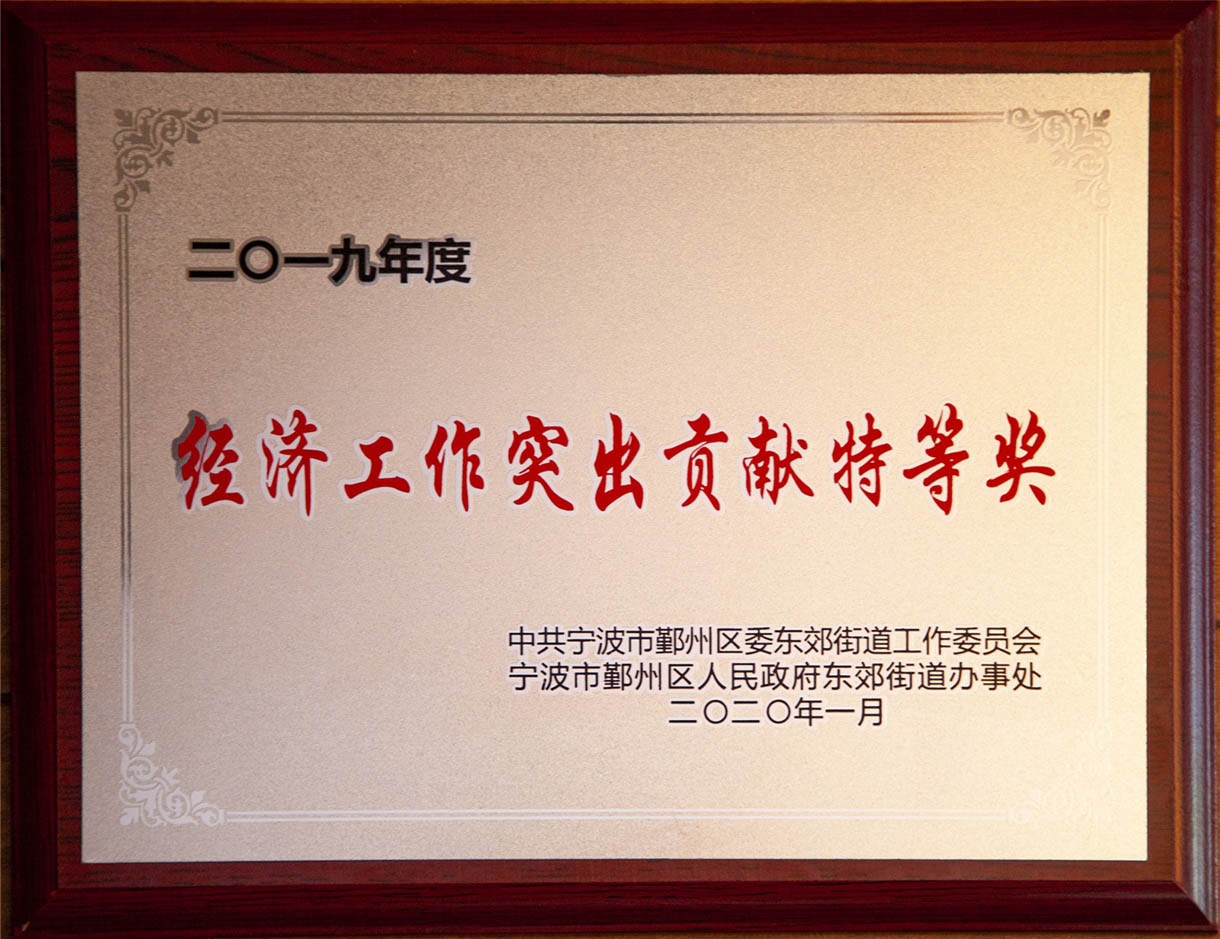 二〇一九年度
经济工作突出贡献特等奖
中共宁波市鄞州区委东郊街道工作委员会
宁波市鄞州区人民政府东郊街道办事处
二〇二〇年一月